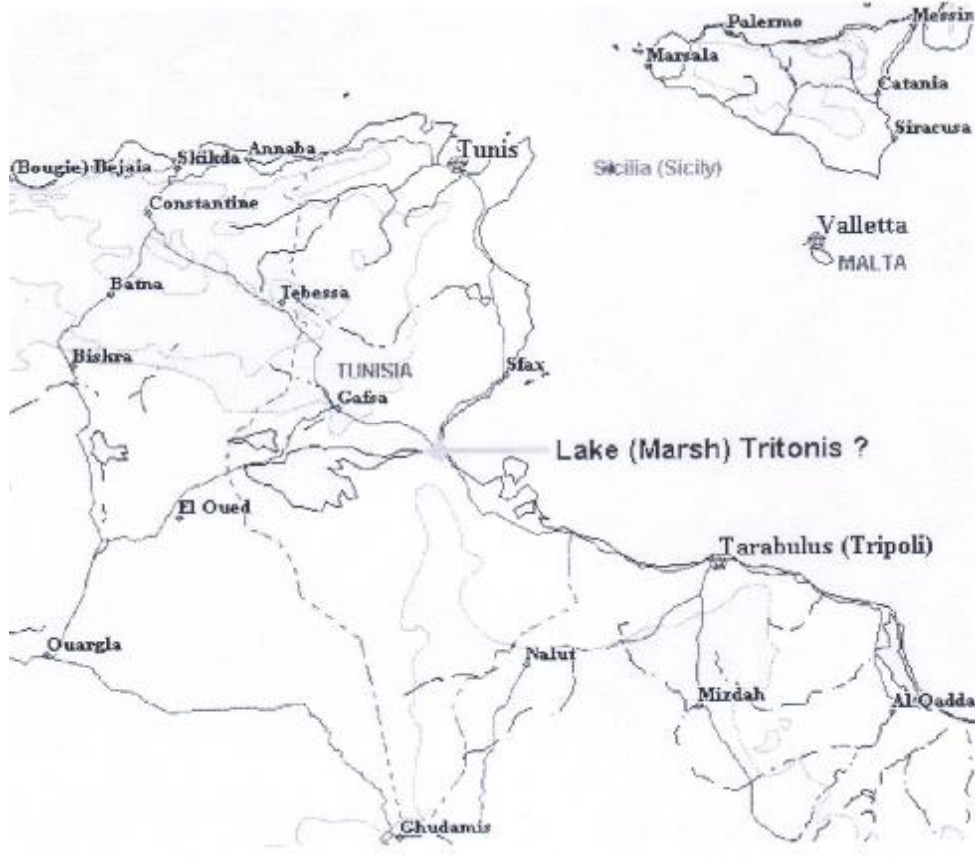 Palermo
Messin
Marsala
Catania
Siracusa
Sicilia (Sicily)
Valletta
MALTA
Tunis
Annaba
Skikda
(Bougie) Bejaia
Constantine
Batna
Tebessa
Biskra
TUNISIA
Sfax
Gafsa
Lake (Marsh) Tritonis ?
El Oued
Tarabulus (Tripoli)
Ouargla
Nalut
Mizdah
Al Qadda
Ghudamis